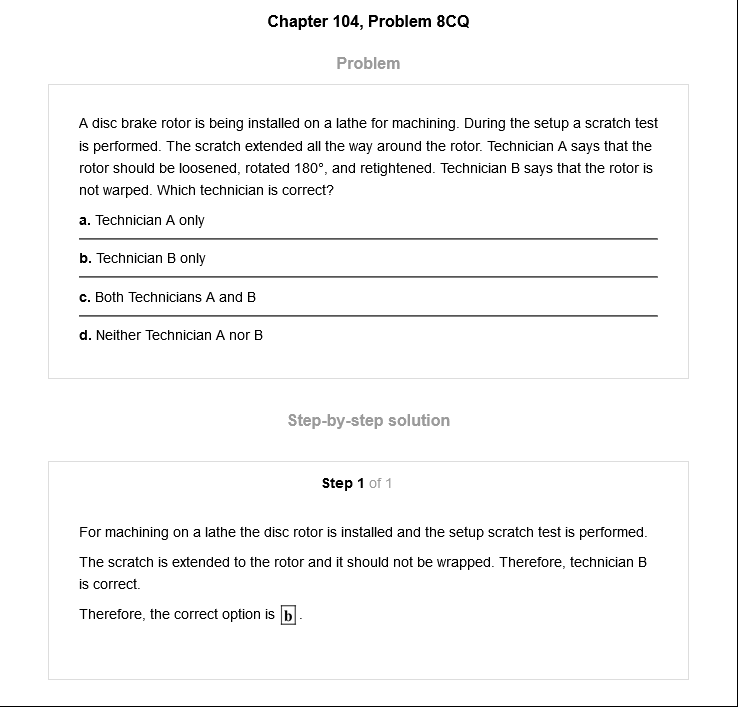 Chapter 104, Problem 8CQ
Problem
A disc brake rotor is being installed on a lathe for machining. During the setup a scratch test
is performed. The scratch extended all the way around the rotor. Technician A says that the
rotor should be loosened, rotated 180°, and retightened. Technician B says that the rotor is
not warped. Which technician is correct?
a. Technician A only
b. Technician B only
c. Both Technicians A and B
d. Neither Technician A nor B
Step-by-step solution
Step 1 of 1
For machining on a lathe the disc rotor is installed and the setup scratch test is performed.
The scratch is extended to the rotor and it should not be wrapped. Therefore, technician B
is correct.
Therefore, the correct option is b.